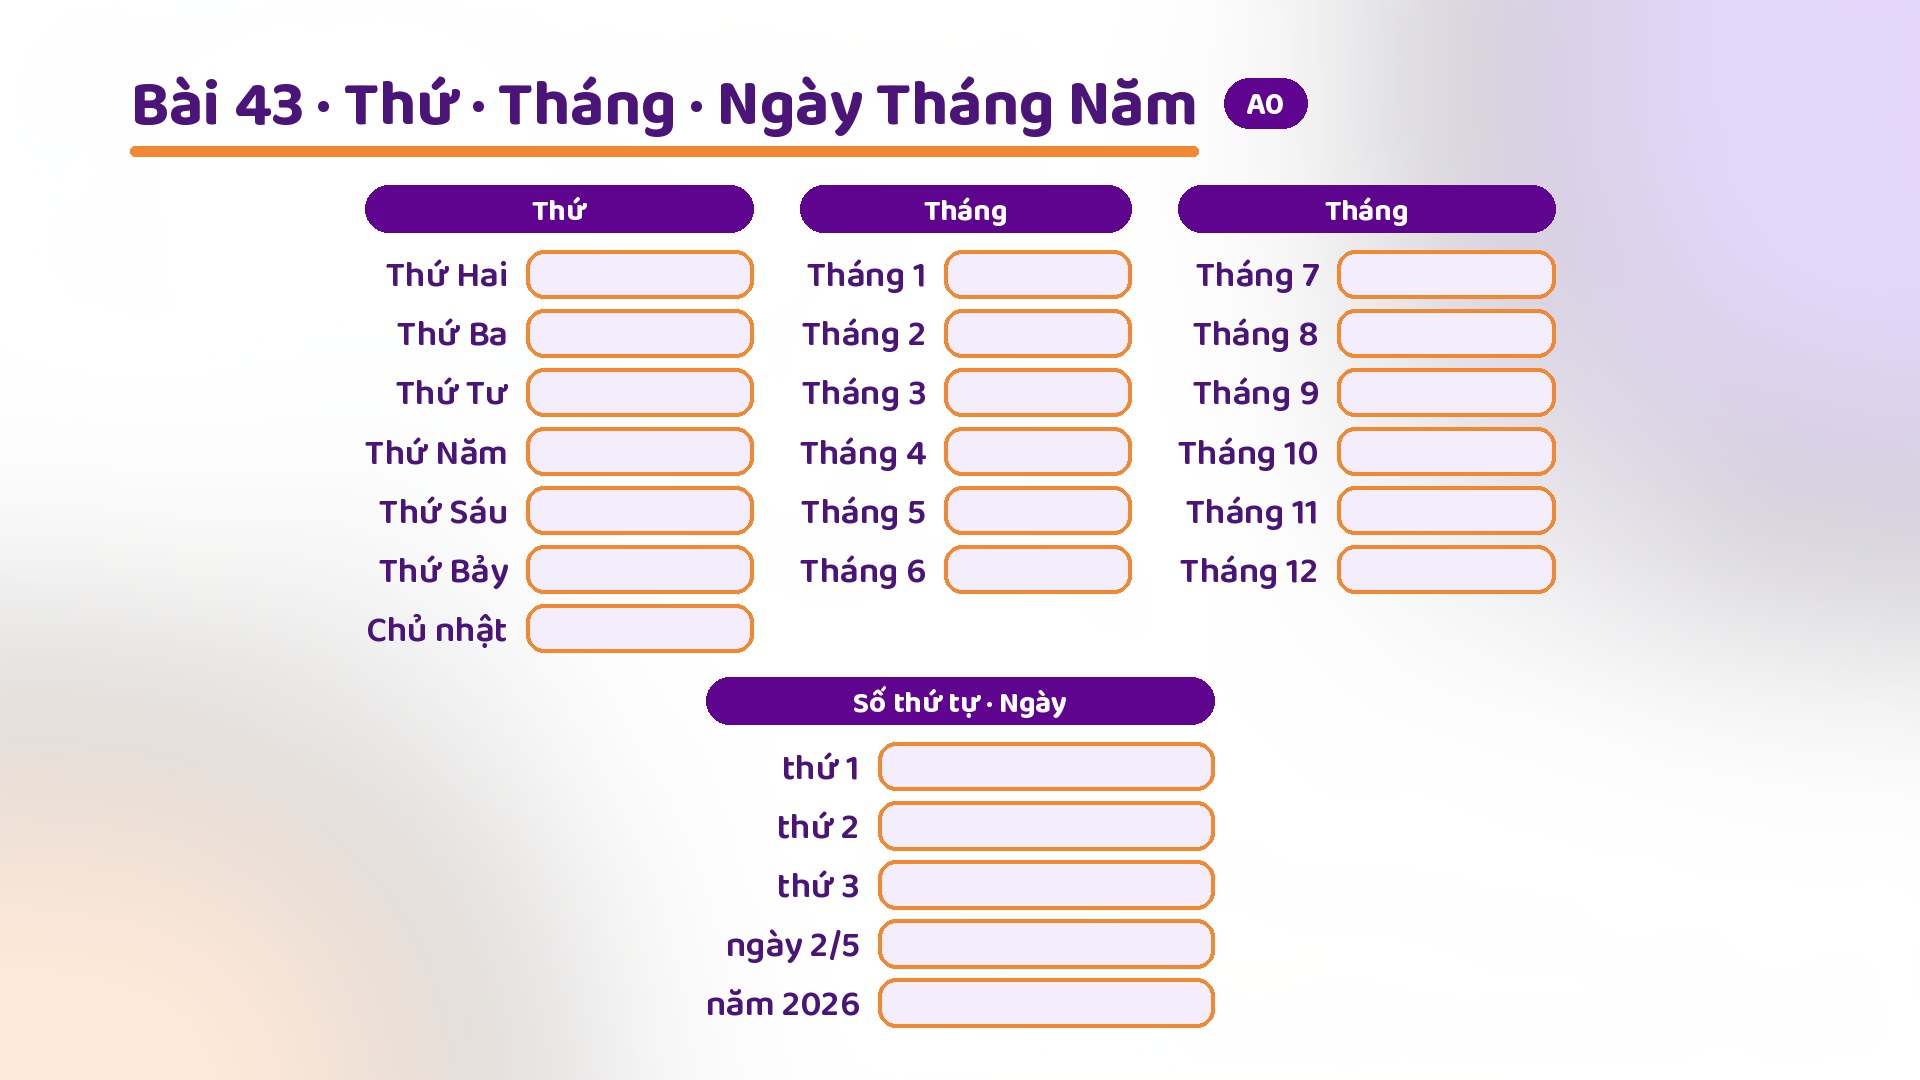 Bài 43 · Thứ · Tháng · Ngày Tháng Năm
A0
Thứ
Thứ Hai
Thứ Ba
Thứ Tư
Thứ Năm
Thứ Sáu
Thứ Bảy
Chủ nhật
Tháng
Tháng 1
Tháng 2
Tháng 3
Tháng 4
Tháng 5
Tháng 6
Tháng
Tháng 7
Tháng 8
Tháng 9
Tháng 10
Tháng 11
Tháng 12
Số thứ tự · Ngày
thứ 1
thứ 2
thứ 3
ngày 2/5
năm 2026